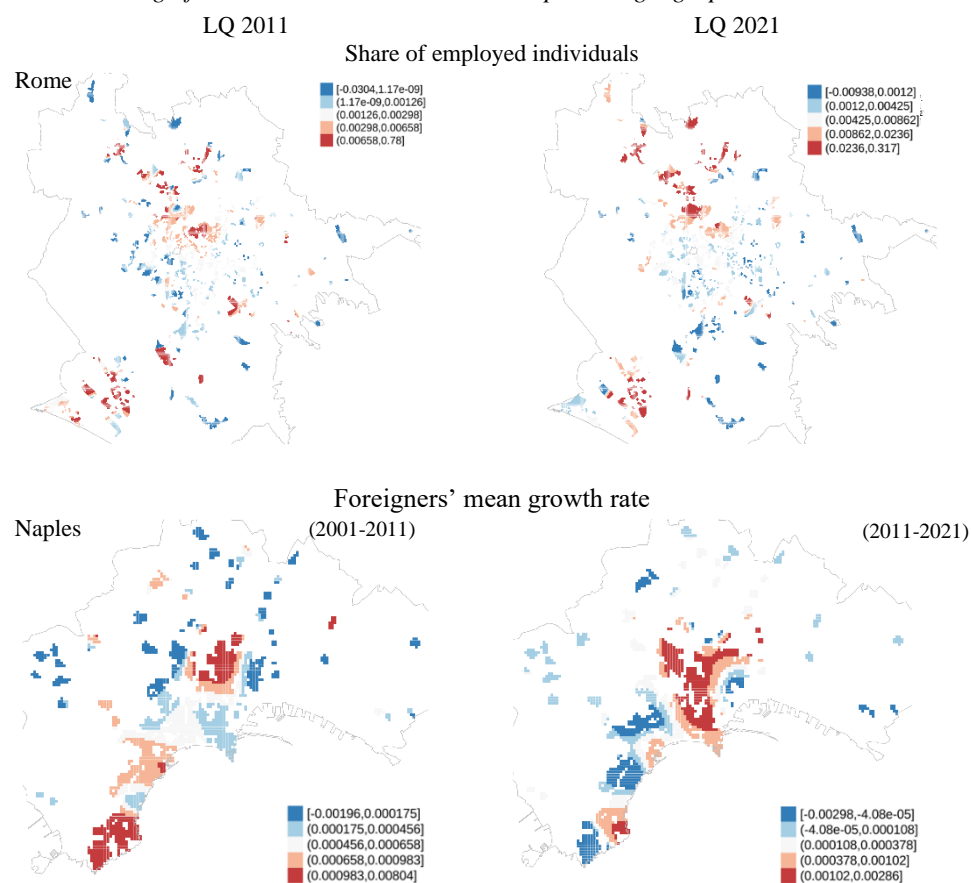 LQ 2011
LQ 2021
Share of employed individuals
Rome
[-0.0304,1.17e-09]
(1.17e-09,0.00126]
(0.00126,0.00298]
(0.00298,0.00658]
(0.00658,0.78]
[-0.00938,0.0012]
(0.0012,0.00425]
(0.00425,0.00862]
(0.00862,0.0236]
(0.0236,0.317]
Foreigners’ mean growth rate
Naples
(2001-2011)
(2011-2021)
[-0.00196,0.000175]
(0.000175,0.000456]
(0.000456,0.000658]
(0.000658,0.000983]
(0.000983,0.00804]
[-0.00298,-4.08e-05]
(-4.08e-05,0.000108]
(0.000108,0.000378]
(0.000378,0.00102]
(0.00102,0.00286]